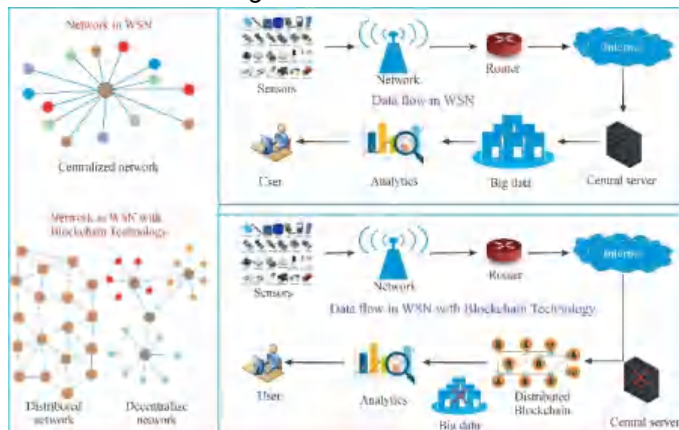 Network in WSN
Centralized network
Sensors
Network
Router
Internet
Data flow in WSN
User
Analytics
Big data
Central server
Network in WSN with
Blockchain Technology
Distributed
network
Decentralize
network
Sensors
Network
Router
Internet
Data flow in WSN with Blockchain Technology
User
Analytics
Big data
Distributed
Blockchain
Central server